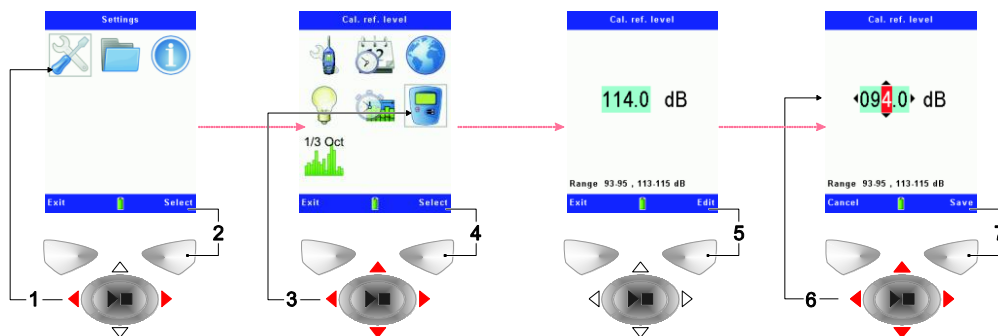 Settings
Exit Select
1
2
Cal. ref. level
12
1/3 Oct
Exit Select
3
4
Cal. ref. level
114.0 dB
Range 93-95 , 113-115 dB
Exit Edit
5
Cal. ref. level
094.0 dB
Range 93-95 , 113-115 dB
Cancel Save
6
7